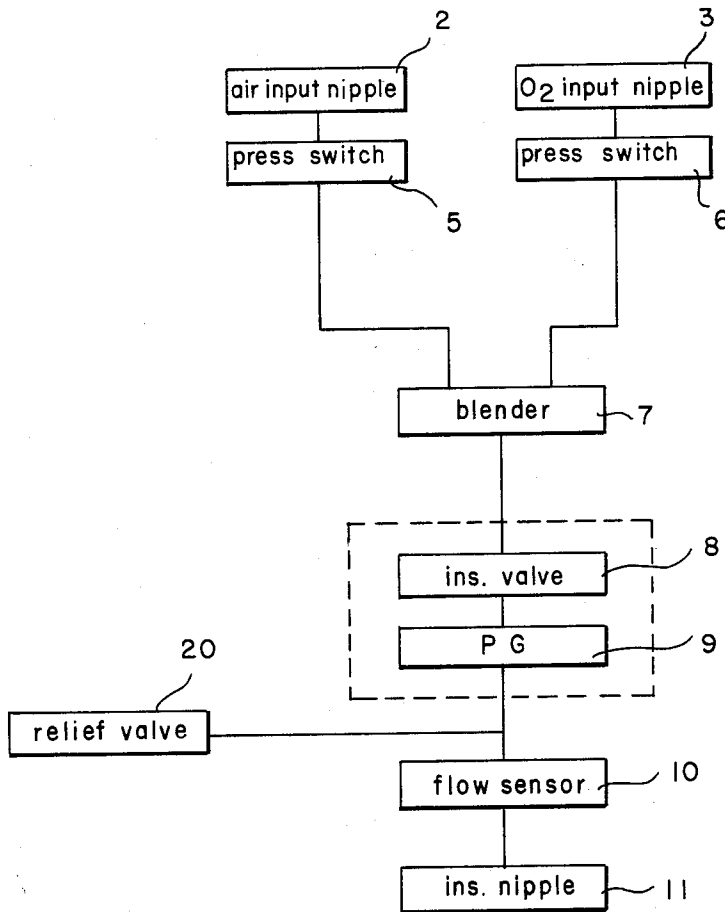 2
3
air input nipple
O2 input nipple
press switch
press switch
5
6
blender
7
ins. valve
8
P G
9
20
relief valve
flow sensor
10
ins. nipple
11